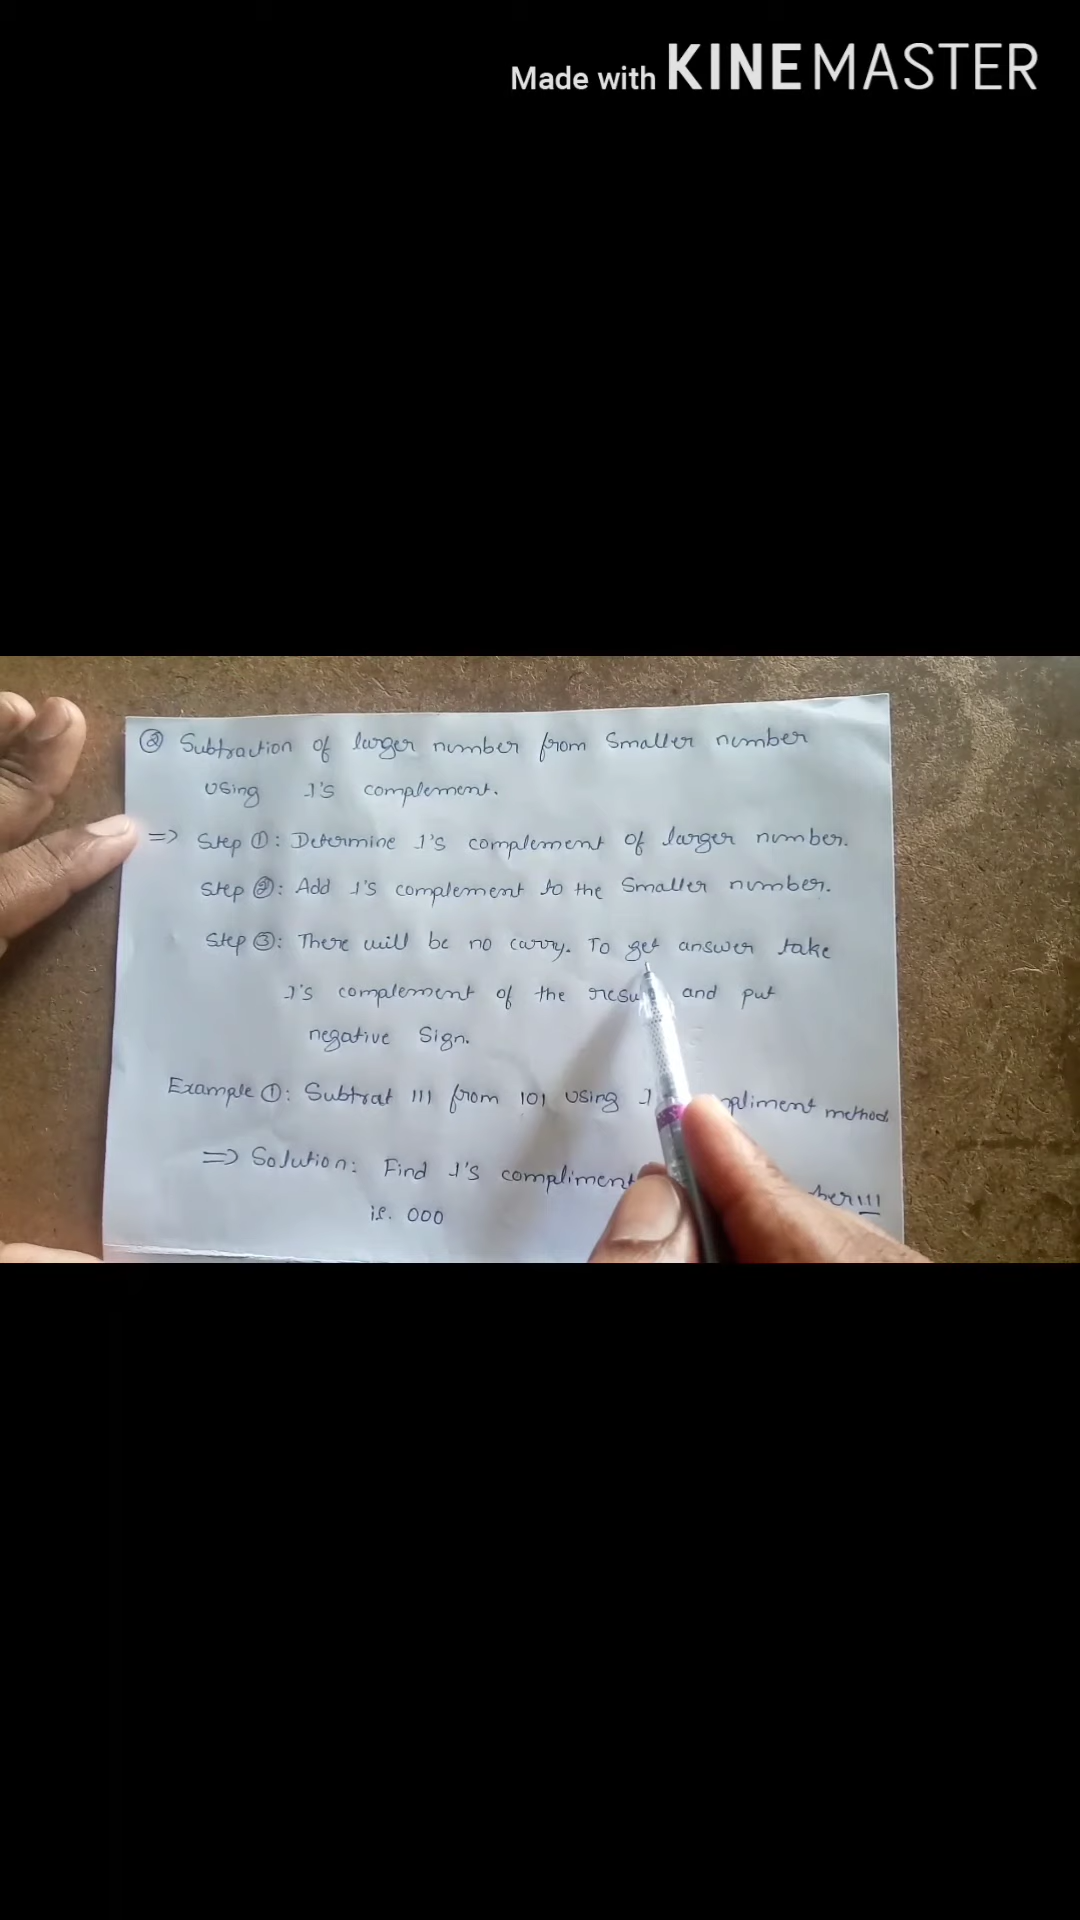 Made with KINEMASTER
② Subtraction of larger number from Smaller number
Using 1's complement.
=> Step ①: Determine 1's complement of larger number.
Step ②: Add 1's complement to the Smaller number.
Step ③: There will be no carry. To get answer take
1's complement of the and put
negative Sign.
Example ①: Subtrat 111 from 101 using method.
=> Solution: Find 1's compliment 111
ie. 000